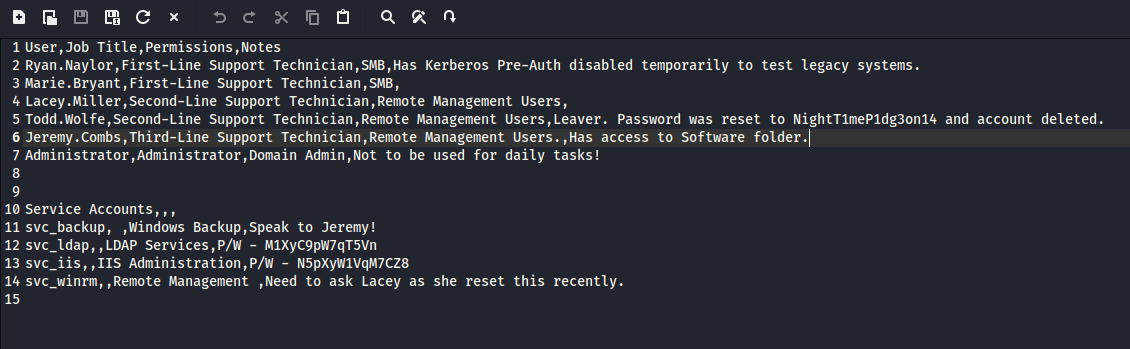 1 User,Job Title,Permissions,Notes
2 Ryan.Naylor,First-Line Support Technician,SMB,Has Kerberos Pre-Auth disabled temporarily to test legacy systems.
3 Marie.Bryant,First-Line Support Technician,SMB,
4 Lacey.Miller,Second-Line Support Technician,Remote Management Users,
5 Todd.Wolfe,Second-Line Support Technician,Remote Management Users,Leaver. Password was reset to NightT1meP1dg3on14 and account deleted.
6 Jeremy.Combs,Third-Line Support Technician,Remote Management Users.,Has access to Software folder.
7 Administrator,Administrator,Domain Admin,Not to be used for daily tasks!
8
9
10 Service Accounts,,,
11 svc_backup, ,Windows Backup,Speak to Jeremy!
12 svc_ldap,,LDAP Services,P/W - M1XyC9pW7qT5Vn
13 svc_iis,,IIS Administration,P/W - N5pXyW1VqM7CZ8
14 svc_winrm,,Remote Management ,Need to ask Lacey as she reset this recently.
15